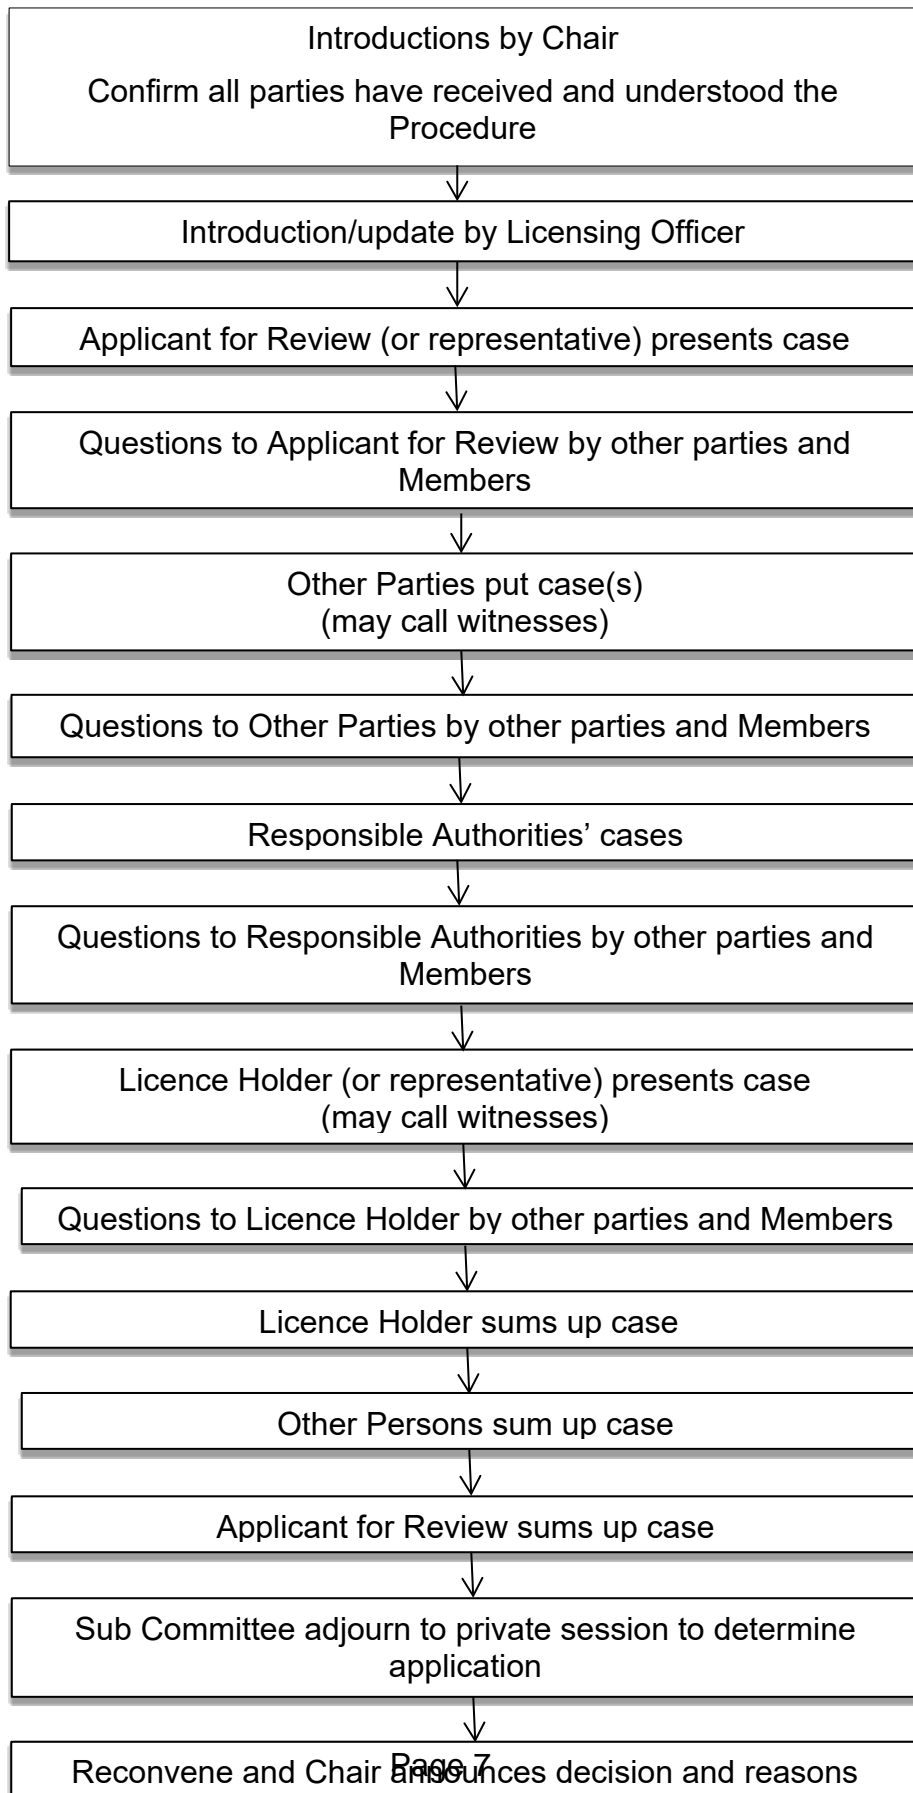 Introductions by Chair
Confirm all parties have received and understood the
Procedure
Introduction/update by Licensing Officer
Applicant for Review (or representative) presents case
Questions to Applicant for Review by other parties and
Members
Other Parties put case(s)
(may call witnesses)
Questions to Other Parties by other parties and Members
Responsible Authorities’ cases
Questions to Responsible Authorities by other parties and
Members
Licence Holder (or representative) presents case
(may call witnesses)
Questions to Licence Holder by other parties and Members
Licence Holder sums up case
Other Persons sum up case
Applicant for Review sums up case
Sub Committee adjourn to private session to determine
application
Reconvene and Chair announces decision and reasons
Page 7